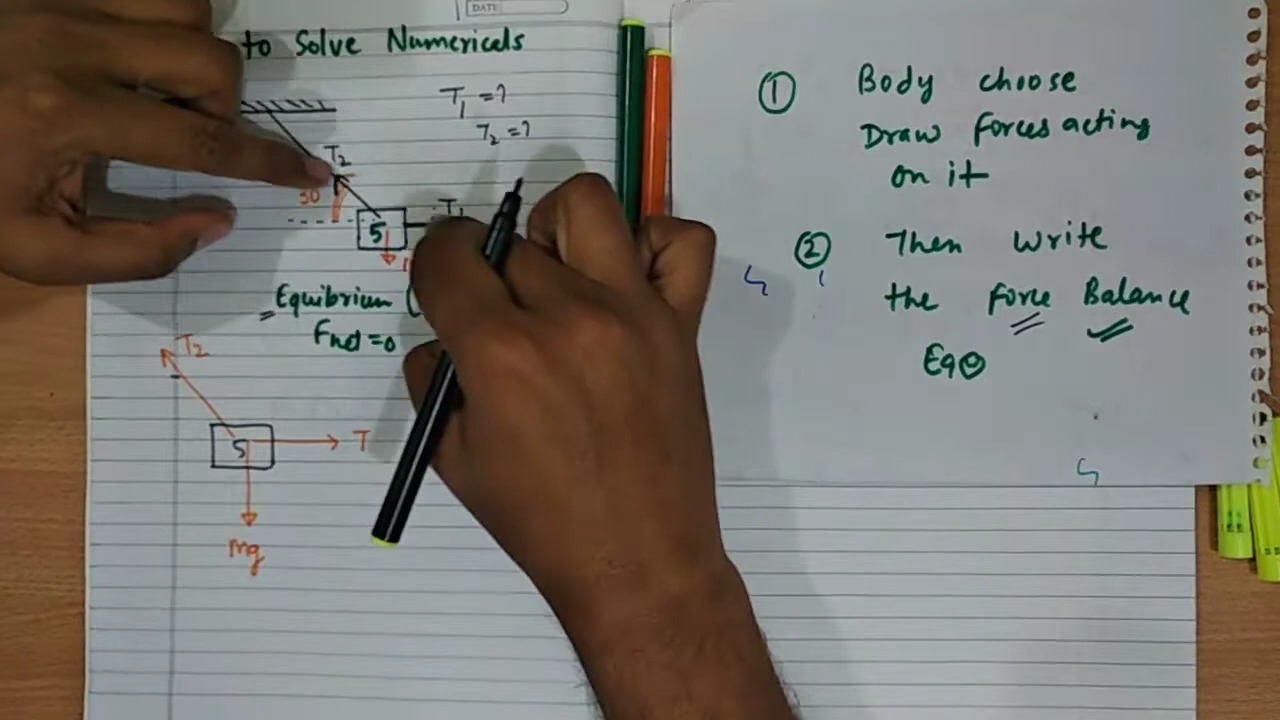 DATE
to Solve Numericals
T1 =?
T2 =?
T2
30
T1
5
Equibrium (
Fnet =0
T2
5
T
Mg
① Body choose
Draw forces acting
on it
② Then write
the force Balance
Eq